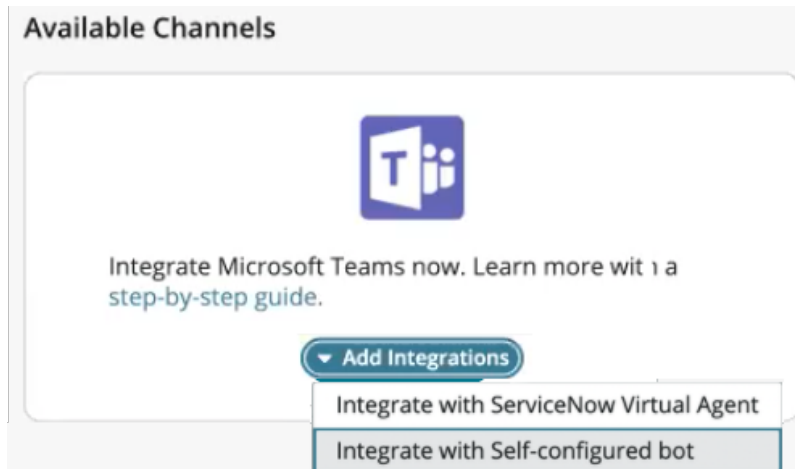 Available Channels
T
Integrate Microsoft Teams now. Learn more wit a
step-by-step guide.
Add Integrations
Integrate with ServiceNow Virtual Agent
Integrate with Self-configured bot